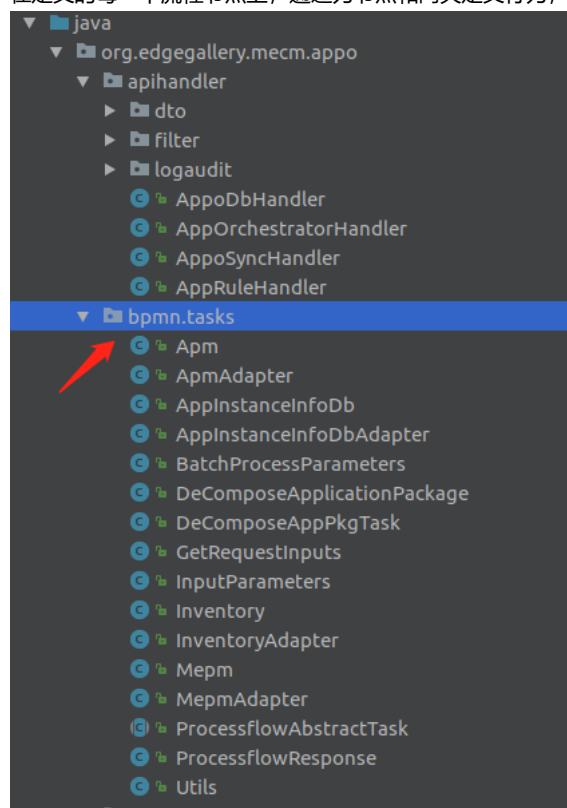 java
org.edgegallery.mecm.appo
apihandler
dto
filter
logaudit
AppoDbHandler
AppOrchestratorHandler
AppoSyncHandler
AppRuleHandler
bpmn.tasks
Apm
ApmAdapter
AppInstanceInfoDb
AppInstanceInfoDbAdapter
BatchProcessParameters
DeComposeApplicationPackage
DeComposeAppPkgTask
GetRequestInputs
InputParameters
Inventory
InventoryAdapter
Mepm
MepmAdapter
ProcessflowAbstractTask
ProcessflowResponse
Utils